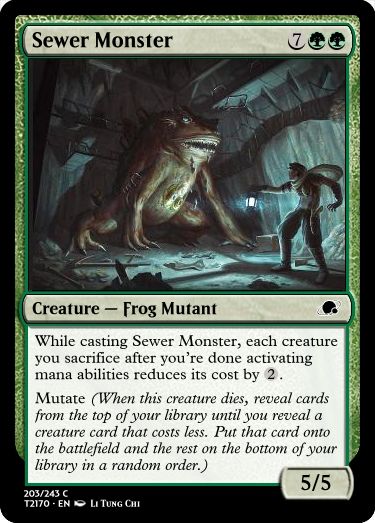 Sewer Monster 7
Creature — Frog Mutant
While casting Sewer Monster, each creature
you sacrifice after you're done activating
mana abilities reduces its cost by 2.
Mutate (When this creature dies, reveal cards
from the top of your library until you reveal a
creature card that costs less. Put that card onto
the battlefield and the rest on the bottom of your
library in a random order.)
5/5
203/243 C
T2170 · EN Li Tung Chi